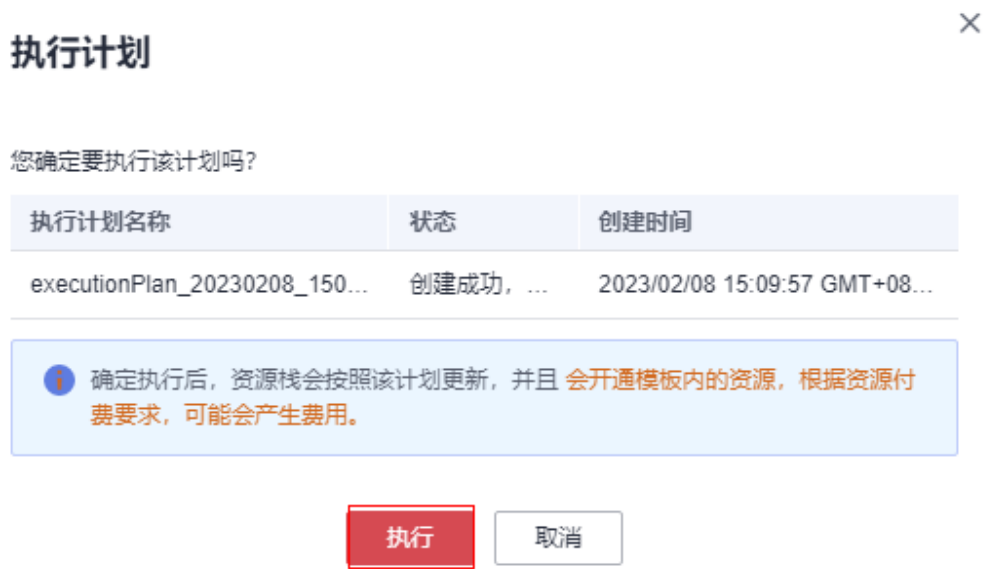 执行计划
您确定要执行该计划吗?
执行计划名称 状态 创建时间
executionPlan_20230208_150... 创建成功, ... 2023/02/08 15:09:57 GMT+08...
确定执行后，资源栈会按照该计划更新，并且 会开通模板内的资源，根据资源付
费要求，可能会产生费用。
执行 取消